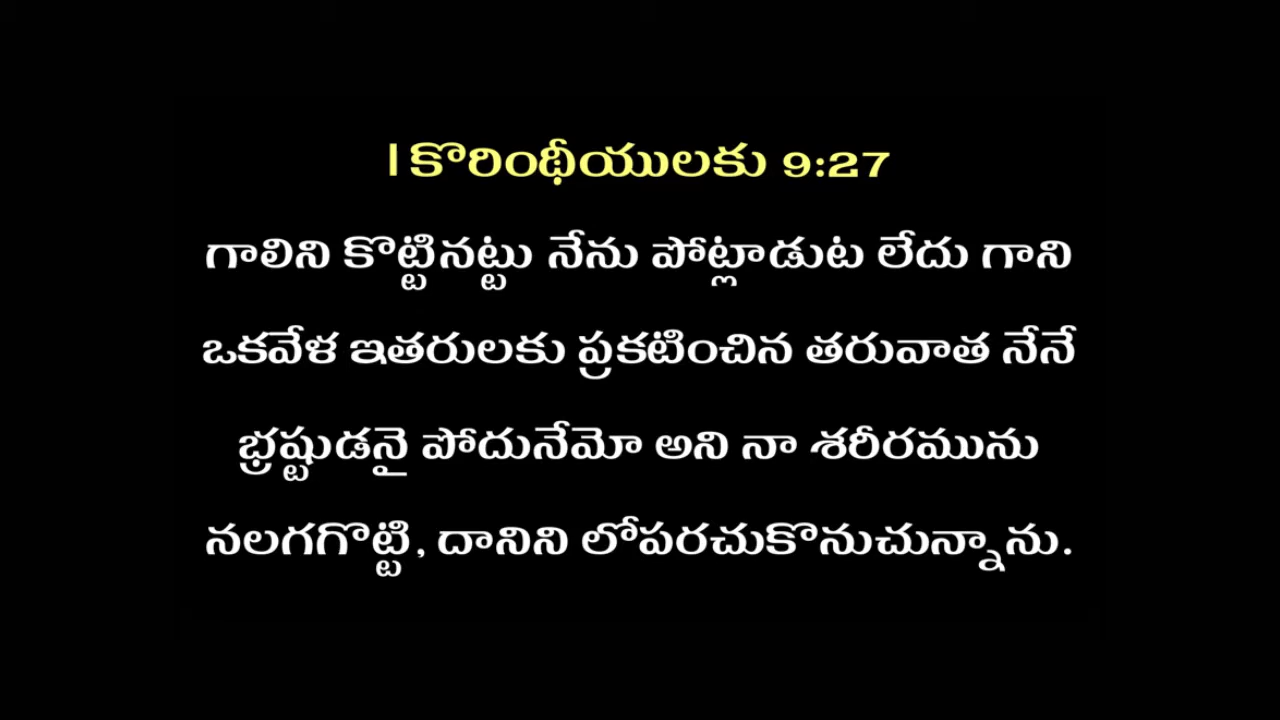 I కొరింథీయులకు 9:27
గాలిని కొట్టినట్టు నేను పోట్లాడుట లేదు గాని
ఒకవేళ ఇతరులకు ప్రకటించిన తరువాత నేనే
భ్రష్టుడనై పోదునేమో అని నా శరీరమును
నలగగొట్టి, దానిని లోపరచుకొనుచున్నాను.